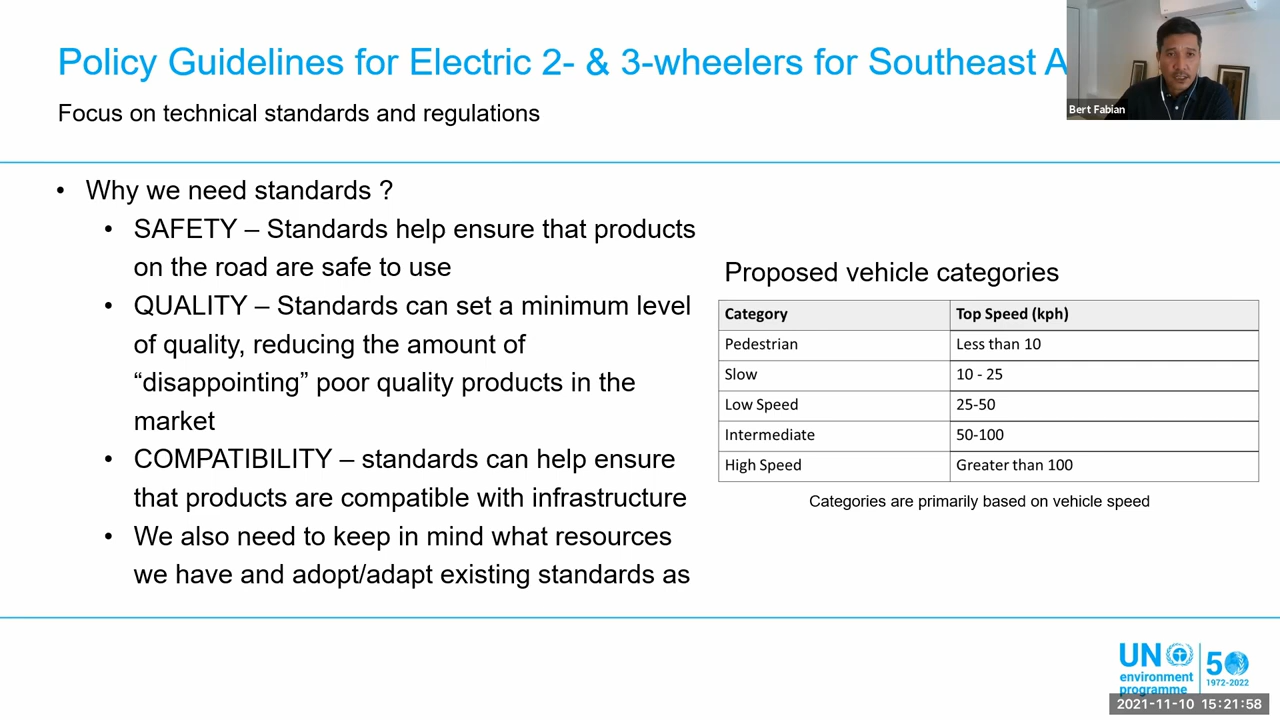 Policy Guidelines for Electric 2- & 3-wheelers for Southeast A
Bert Fabian
Focus on technical standards and regulations
• Why we need standards ?
• SAFETY – Standards help ensure that products
on the road are safe to use
• QUALITY – Standards can set a minimum level
of quality, reducing the amount of
“disappointing” poor quality products in the
market
• COMPATIBILITY – standards can help ensure
that products are compatible with infrastructure
• We also need to keep in mind what resources
we have and adopt/adapt existing standards as
Proposed vehicle categories
Category Top Speed (kph)
Pedestrian Less than 10
Slow 10 - 25
Low Speed 25-50
Intermediate 50-100
High Speed Greater than 100
Categories are primarily based on vehicle speed
UN
environment
programme
50
1972-2022
2021-11-10 15:21:58